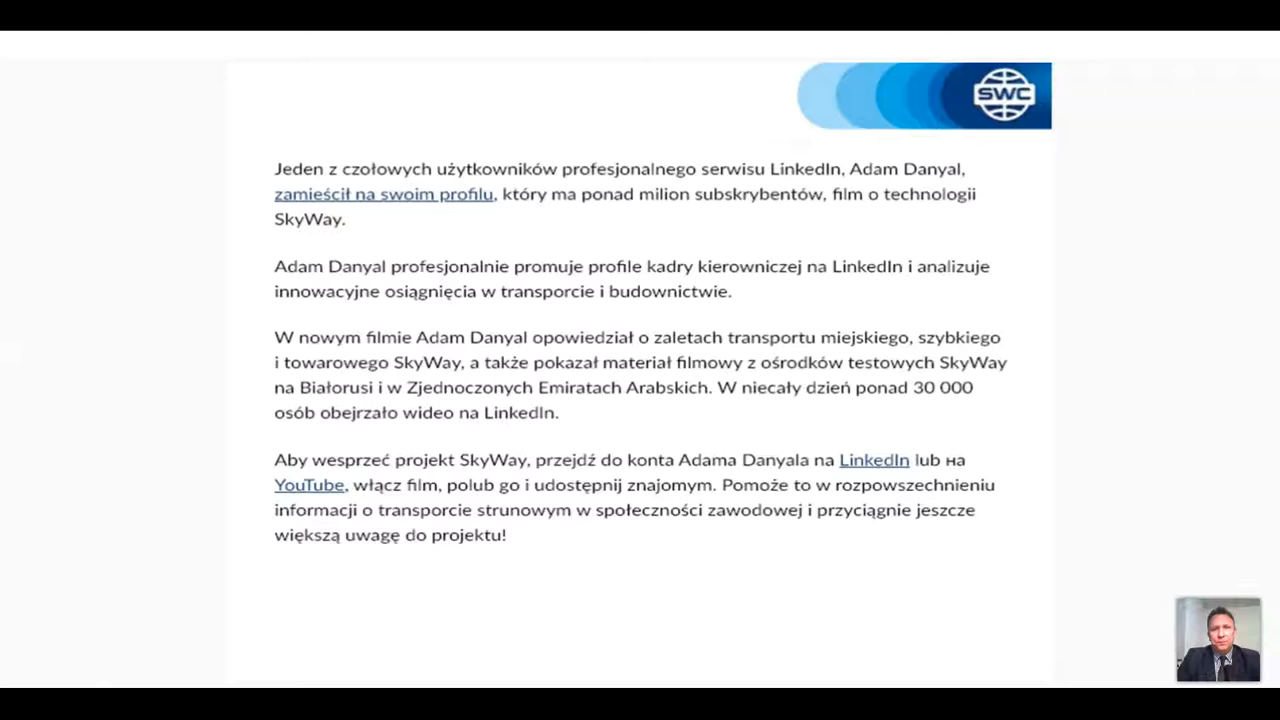 SWC
Jeden z czołowych użytkowników profesjonalnego serwisu LinkedIn, Adam Danyal,
zamieścił na swoim profilu, który ma ponad milion subskrybentów, film o technologii
SkyWay.
Adam Danyal profesjonalnie promuje profile kadry kierowniczej na LinkedIn i analizuje
innowacyjne osiągnięcia w transporcie i budownictwie.
W nowym filmie Adam Danyal opowiedział o zaletach transportu miejskiego, szybkiego
i towarowego SkyWay, a także pokazał materiał filmowy z ośrodków testowych SkyWay
na Białorusi i w Zjednoczonych Emiratach Arabskich. W niecały dzień ponad 30 000
osób obejrzało wideo na LinkedIn.
Aby wesprzeć projekt SkyWay, przejdź do konta Adama Danyala na LinkedIn lub на
YouTube, włącz film, polub go i udostępnij znajomym. Pomoże to w rozpowszechnieniu
informacji o transporcie strunowym w społeczności zawodowej i przyciągnie jeszcze
większą uwagę do projektu!